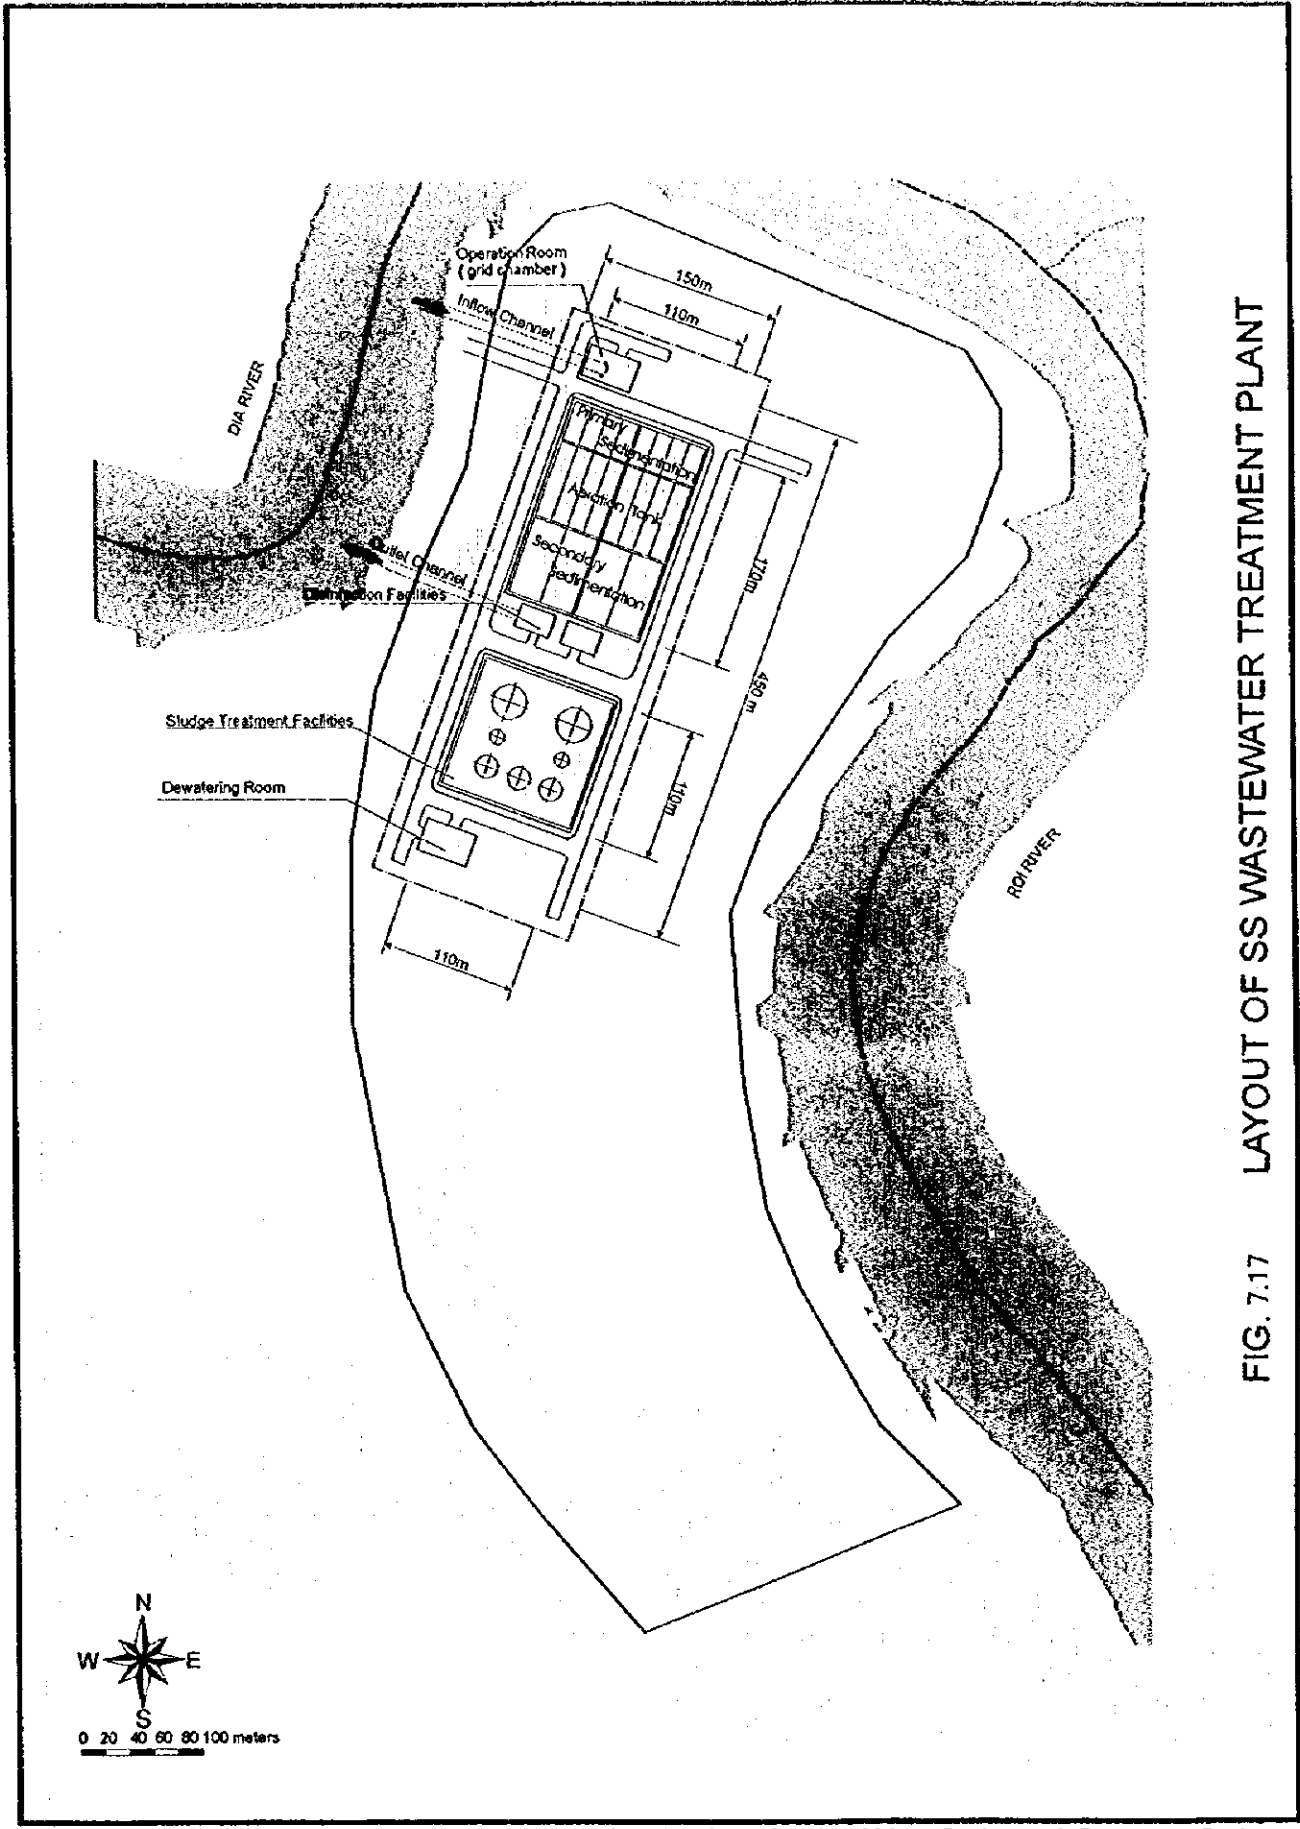 Operation Room
( grid chamber )
Inflow Channel
150m
110m
DIA RIVER
Primary
Sedimentation
Aeration Tank
Secondary
Sedimentation
Outlet Channel
Facilities
170m
450 m
Sludge Treatment Facilities
110m
Dewatering Room
110m
ROI RIVER
N
W
E
S
0 20 40 60 80 100 meters
FIG. 7.17 LAYOUT OF SS WASTEWATER TREATMENT PLANT